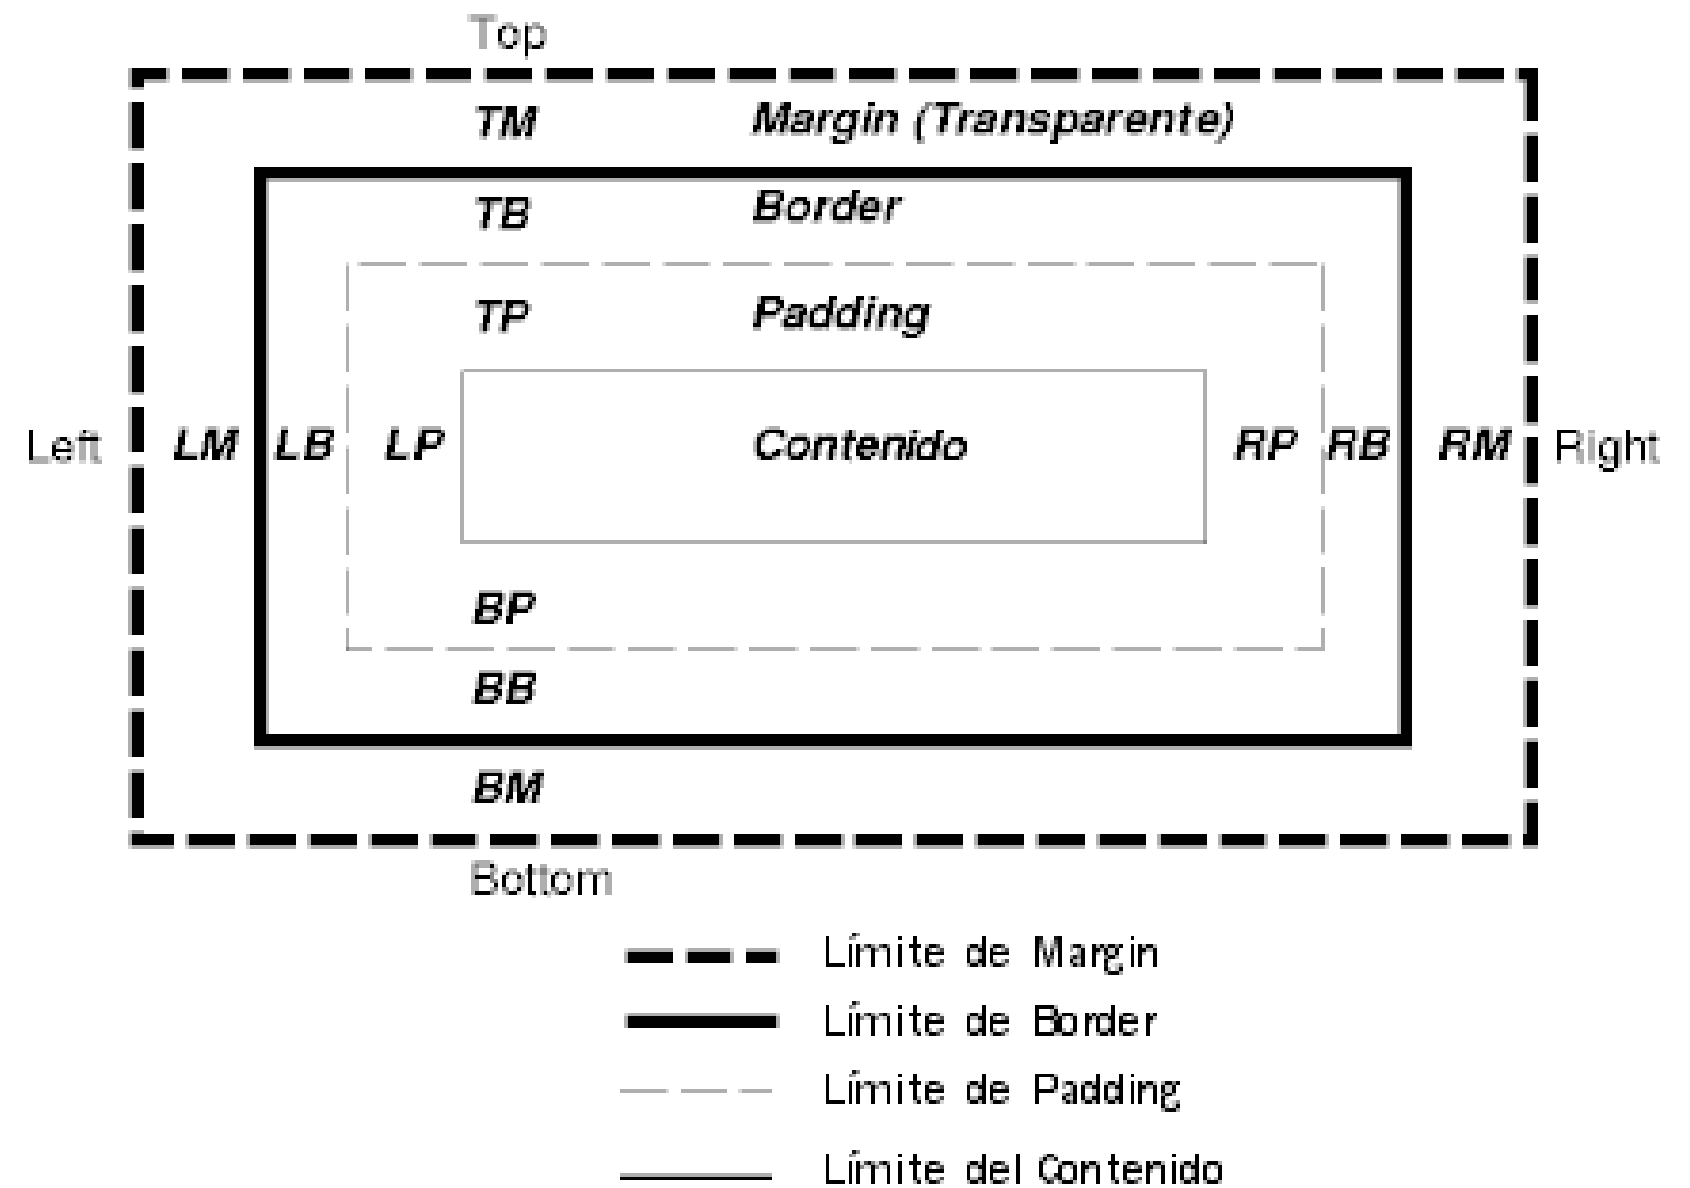 Top
TM Margin (Transparente)
TB Border
TP Padding
Left LM LB LP Contenido RP RB RM Right
BP
BB
BM
Bottom
Límite de Margin
Límite de Border
Límite de Padding
Límite del Contenido